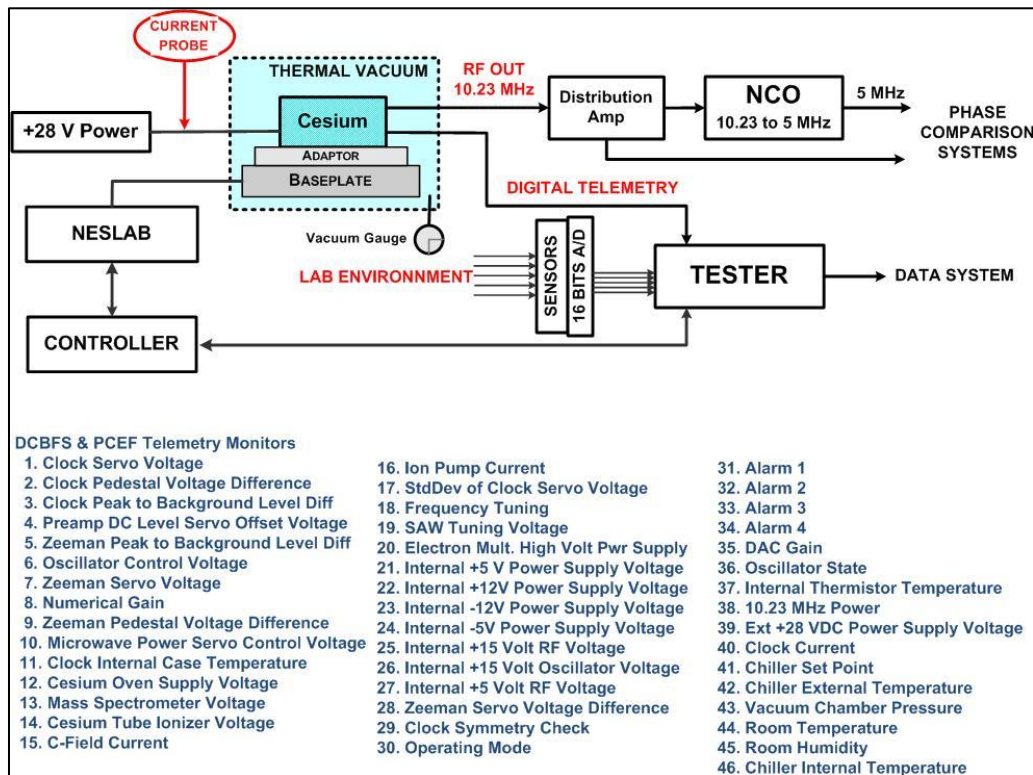 CURRENT
PROBE
THERMAL VACUUM
RF OUT
10.23 MHz
+28 V Power
Cesium
ADAPTOR
BASEPLATE
Distribution
Amp
NCO
10.23 to 5 MHz
5 MHz
PHASE
COMPARISON
SYSTEMS
DIGITAL TELEMETRY
NESLAB
Vacuum Gauge
LAB ENVIRONNMENT
SENSORS
16 BITS A/D
TESTER
DATA SYSTEM
CONTROLLER
DCBFS & PCEF Telemetry Monitors
1. Clock Servo Voltage
2. Clock Pedestal Voltage Difference
3. Clock Peak to Background Level Diff
4. Preamp DC Level Servo Offset Voltage
5. Zeeman Peak to Background Level Diff
6. Oscillator Control Voltage
7. Zeeman Servo Voltage
8. Numerical Gain
9. Zeeman Pedestal Voltage Difference
10. Microwave Power Servo Control Voltage
11. Clock Internal Case Temperature
12. Cesium Oven Supply Voltage
13. Mass Spectrometer Voltage
14. Cesium Tube Ionizer Voltage
15. C-Field Current
16. Ion Pump Current
17. StdDev of Clock Servo Voltage
18. Frequency Tuning
19. SAW Tuning Voltage
20. Electron Mult. High Volt Pwr Supply
21. Internal +5 V Power Supply Voltage
22. Internal +12V Power Supply Voltage
23. Internal -12V Power Supply Voltage
24. Internal -5V Power Supply Voltage
25. Internal +15 Volt RF Voltage
26. Internal +15 Volt Oscillator Voltage
27. Internal +5 Volt RF Voltage
28. Zeeman Servo Voltage Difference
29. Clock Symmetry Check
30. Operating Mode
31. Alarm 1
32. Alarm 2
33. Alarm 3
34. Alarm 4
35. DAC Gain
36. Oscillator State
37. Internal Thermistor Temperature
38. 10.23 MHz Power
39. Ext +28 VDC Power Supply Voltage
40. Clock Current
41. Chiller Set Point
42. Chiller External Temperature
43. Vacuum Chamber Pressure
44. Room Temperature
45. Room Humidity
46. Chiller Internal Temperature